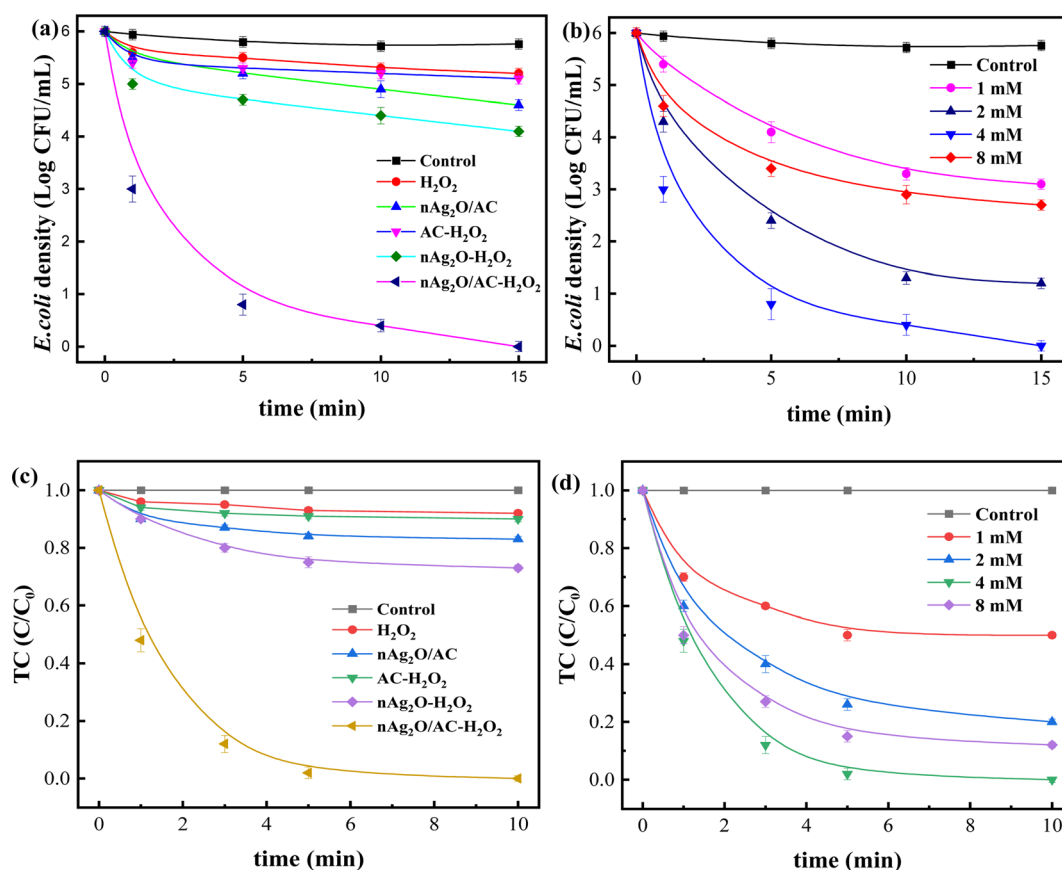 (a)
E.coli density (Log CFU/mL)
6
5
4
3
2
1
0
Control
H₂O₂
nAg₂O/AC
AC-H₂O₂
nAg₂O-H₂O₂
nAg₂O/AC-H₂O₂
0 5 10 15
time (min)
(b)
E.coli density (Log CFU/mL)
6
5
4
3
2
1
0
Control
1 mM
2 mM
4 mM
8 mM
0 5 10 15
time (min)
(c)
TC (C/C₀)
1.0
0.8
0.6
0.4
0.2
0.0
Control
H₂O₂
nAg₂O/AC
AC-H₂O₂
nAg₂O-H₂O₂
nAg₂O/AC-H₂O₂
0 2 4 6 8 10
time (min)
(d)
TC (C/C₀)
1.0
0.8
0.6
0.4
0.2
0.0
Control
1 mM
2 mM
4 mM
8 mM
0 2 4 6 8 10
time (min)